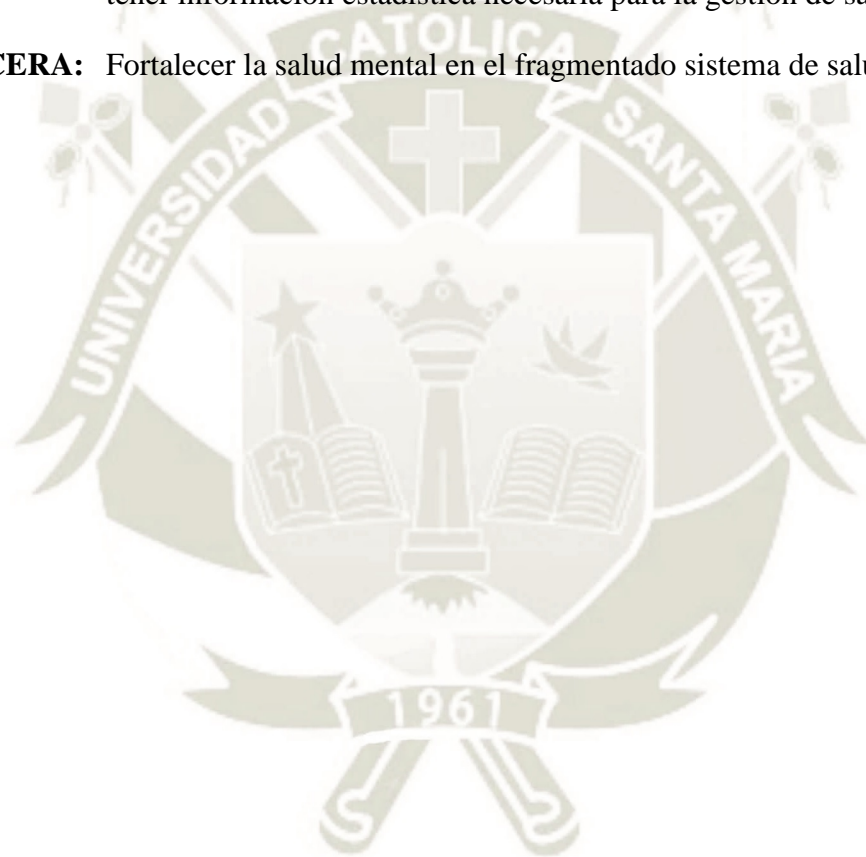 tener información estadística necesaria para la gestión de
CERA: Fortalecer la salud mental en el fragmentado sistema de
CATOLICA
UNIVERSIDAD
SANTA MARIA
1961